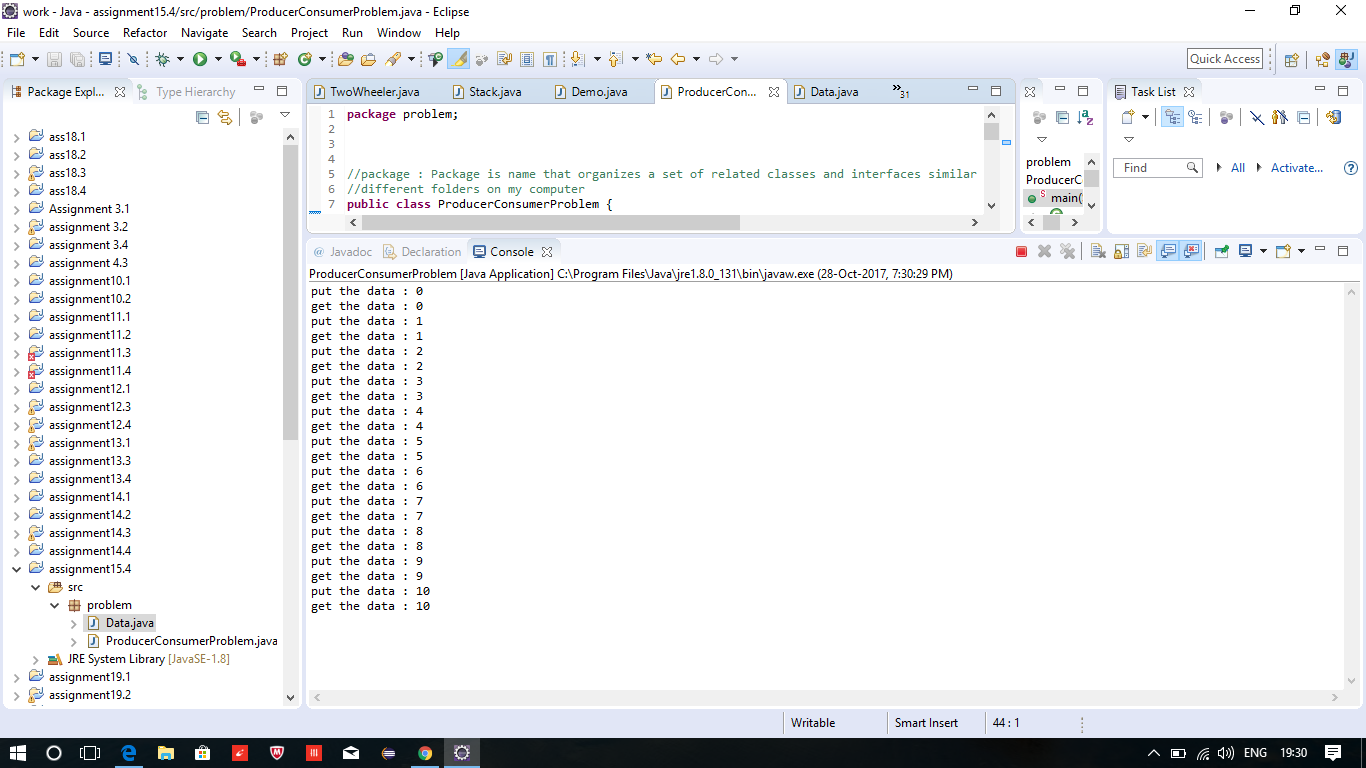 work - Java - assignment15.4/src/problem/ProducerConsumerProblem.java - Eclipse
File Edit Source Refactor Navigate Search Project Run Window Help
Quick Access
Package Expl...
Type Hierarchy
ass18.1
ass18.2
ass18.3
ass18.4
Assignment 3.1
assignment 3.2
assignment 3.4
assignment 4.3
assignment10.1
assignment10.2
assignment11.1
assignment11.2
assignment11.3
assignment11.4
assignment12.1
assignment12.3
assignment12.4
assignment13.1
assignment13.3
assignment13.4
assignment14.1
assignment14.2
assignment14.3
assignment14.4
assignment15.4
src
problem
Data.java
ProducerConsumerProblem.java
JRE System Library [JavaSE-1.8]
assignment19.1
assignment19.2
TwoWheeler.java Stack.java Demo.java ProducerCon... Data.java »31
1 package problem;
2
3
4
5 //package : Package is name that organizes a set of related classes and interfaces similar
6 //different folders on my computer
7 public class ProducerConsumerProblem {
problem
ProducerC
S main(
Task List
Find All Activate...
@ Javadoc Declaration Console
ProducerConsumerProblem [Java Application] C:\Program Files\Java\jre1.8.0_131\bin\javaw.exe (28-Oct-2017, 7:30:29 PM)
put the data : 0
get the data : 0
put the data : 1
get the data : 1
put the data : 2
get the data : 2
put the data : 3
get the data : 3
put the data : 4
get the data : 4
put the data : 5
get the data : 5
put the data : 6
get the data : 6
put the data : 7
get the data : 7
put the data : 8
get the data : 8
put the data : 9
get the data : 9
put the data : 10
get the data : 10
Writable Smart Insert 44 : 1
ENG 19:30